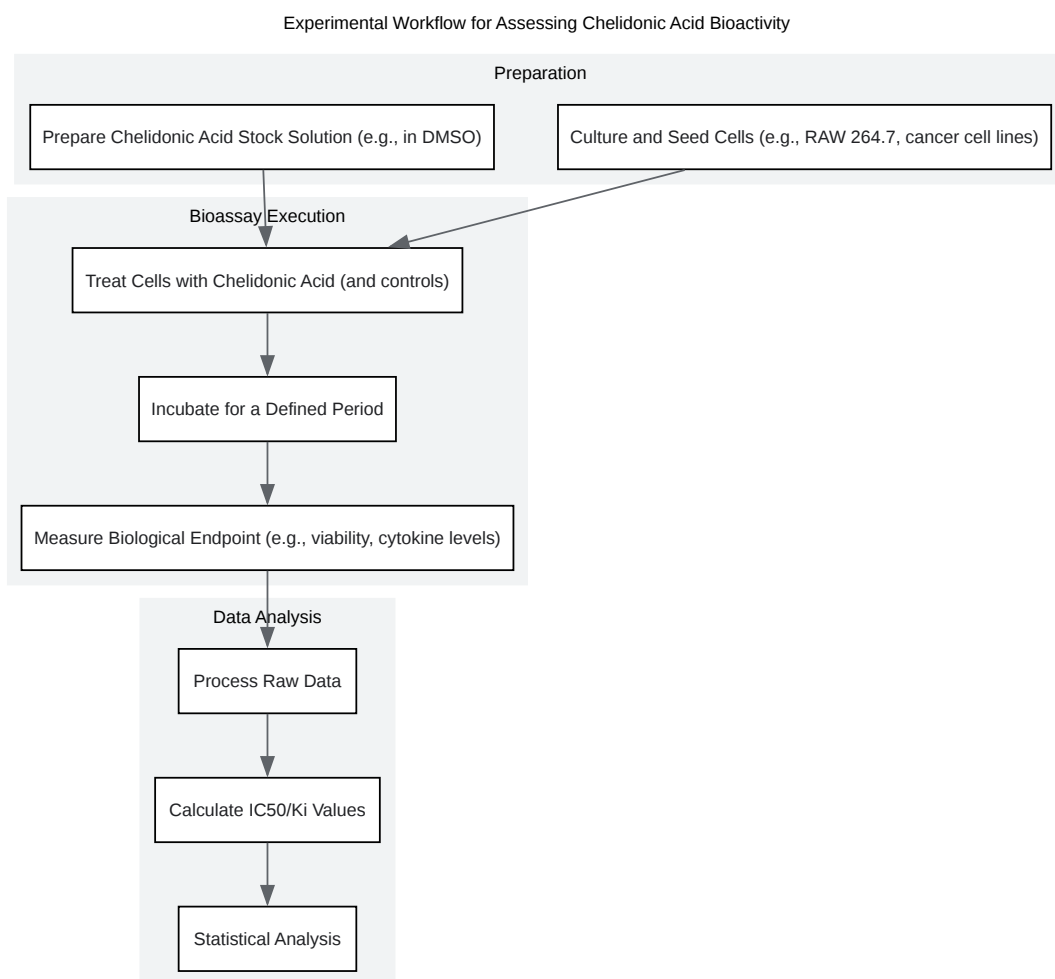 Experimental Workflow for Assessing Chelidonic Acid Bioactivity
Preparation
Prepare Chelidonic Acid Stock Solution (e.g., in DMSO)
Culture and Seed Cells (e.g., RAW 264.7, cancer cell lines)
Bioassay Execution
Treat Cells with Chelidonic Acid (and controls)
Incubate for a Defined Period
Measure Biological Endpoint (e.g., viability, cytokine levels)
Data Analysis
Process Raw Data
Calculate IC50/Ki Values
Statistical Analysis